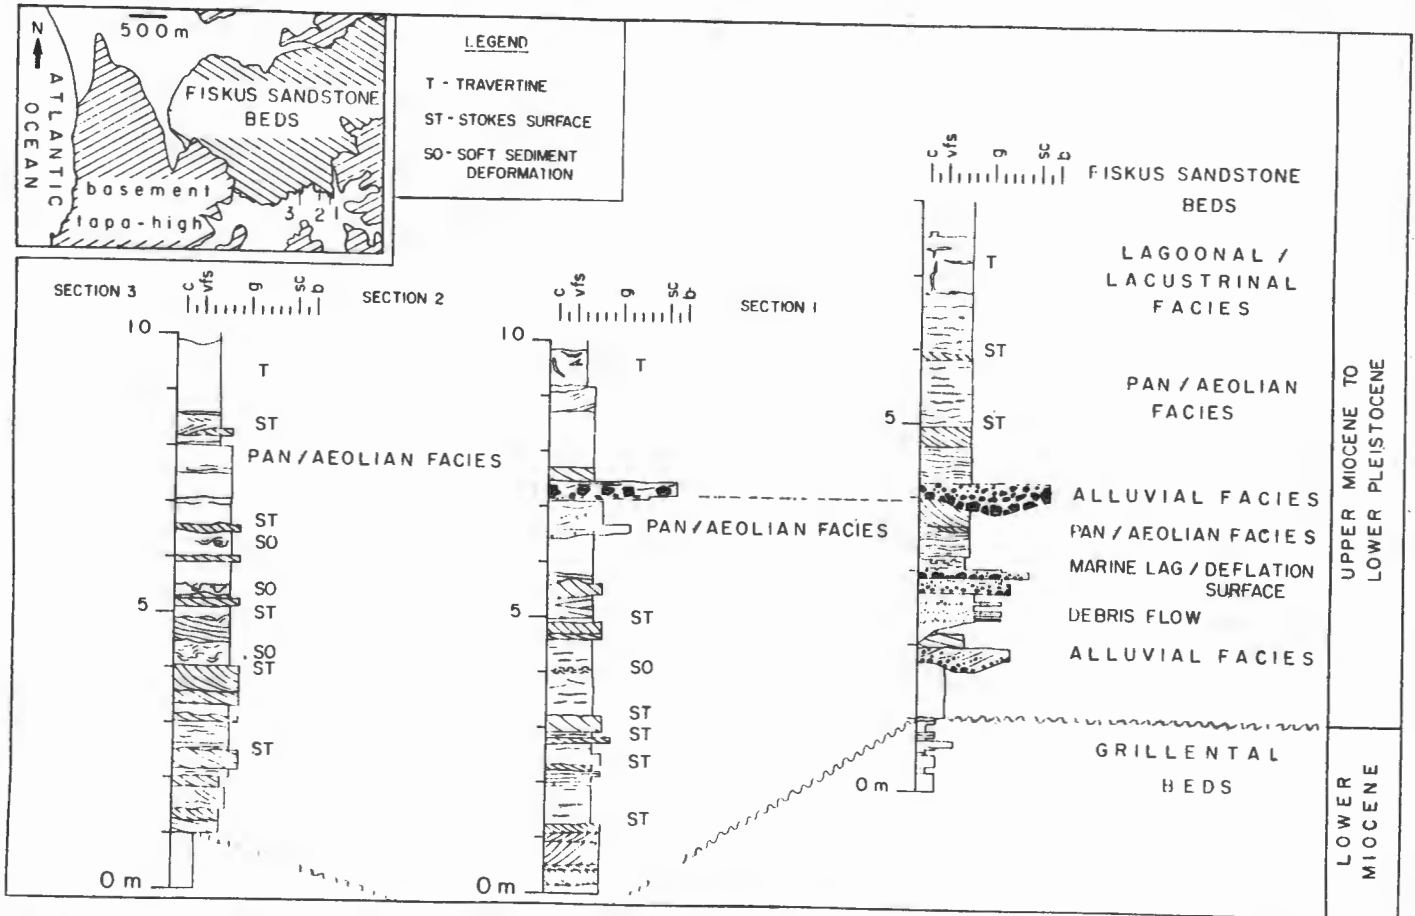 N
500m
ATLANTIC
OCEAN
FISKUS SANDSTONE
BEDS
basement
tapa-high
3 2 1
LEGEND
T - TRAVERTINE
ST - STOKES SURFACE
SO - SOFT SEDIMENT
DEFORMATION
SECTION 3
c vfs g sc b
10
T
ST
PAN/AEOLIAN FACIES
ST
SO
SO
5
ST
SO
ST
ST
0 m
SECTION 2
c vfs g sc b
10
T
PAN/AEOLIAN FACIES
5
ST
SO
ST
ST
ST
ST
0 m
SECTION 1
c vfs g sc b
FISKUS SANDSTONE
BEDS
T
LAGOONAL /
LACUSTRINAL
FACIES
ST
PAN / AEOLIAN
FACIES
5
ST
ALLUVIAL FACIES
PAN / AEOLIAN FACIES
MARINE LAG / DEFLATION
SURFACE
DEBRIS FLOW
ALLUVIAL FACIES
GRILLENTAL
BEDS
0 m
UPPER MIOCENE TO
LOWER PLEISTOCENE
LOWER
MIOCENE